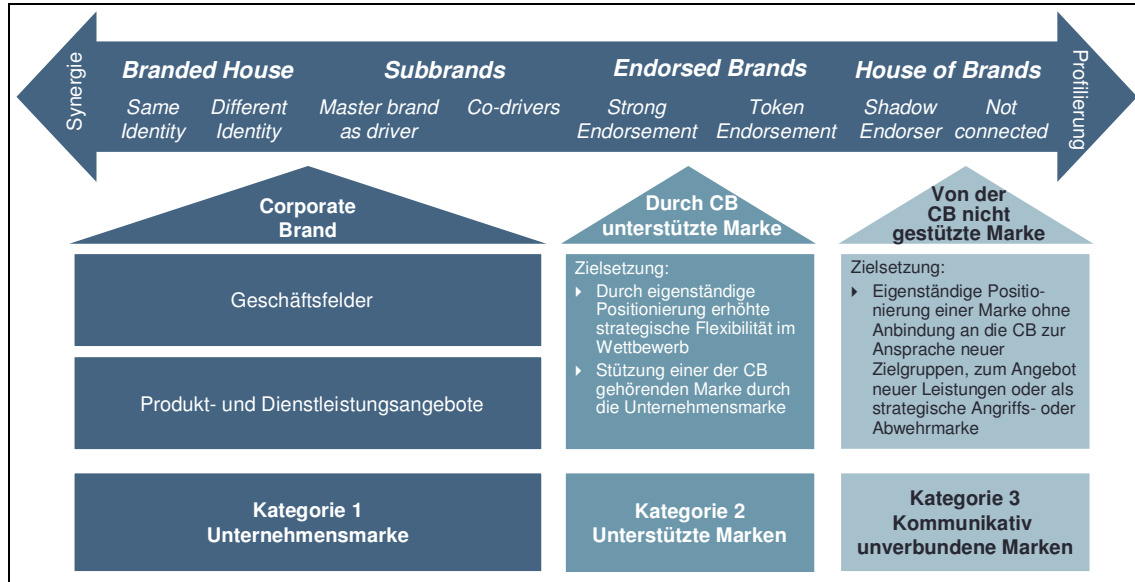 Synergie
Branded House
Subbrands
Endorsed Brands
House of Brands
Same
Identity
Different
Identity
Master brand
as driver
Co-drivers
Strong
Endorsement
Token
Endorsement
Shadow
Endorser
Not
connected
Profilierung
Corporate
Brand
Geschäftsfelder
Produkt- und Dienstleistungsangebote
Kategorie 1
Unternehmensmarke
Durch CB
unterstützte Marke
Zielsetzung:
Durch eigenständige
Positionierung erhöhte
strategische Flexibilität im
Wettbewerb
Stützung einer der CB
gehörenden Marke durch
die Unternehmensmarke
Kategorie 2
Unterstützte Marken
Von der
CB nicht
gestützte Marke
Zielsetzung:
Eigenständige Positio-
nierung einer Marke ohne
Anbindung an die CB zur
Ansprache neuer
Zielgruppen, zum Angebot
neuer Leistungen oder als
strategische Angriffs- oder
Abwehrmarke
Kategorie 3
Kommunikativ
unverbundene Marken